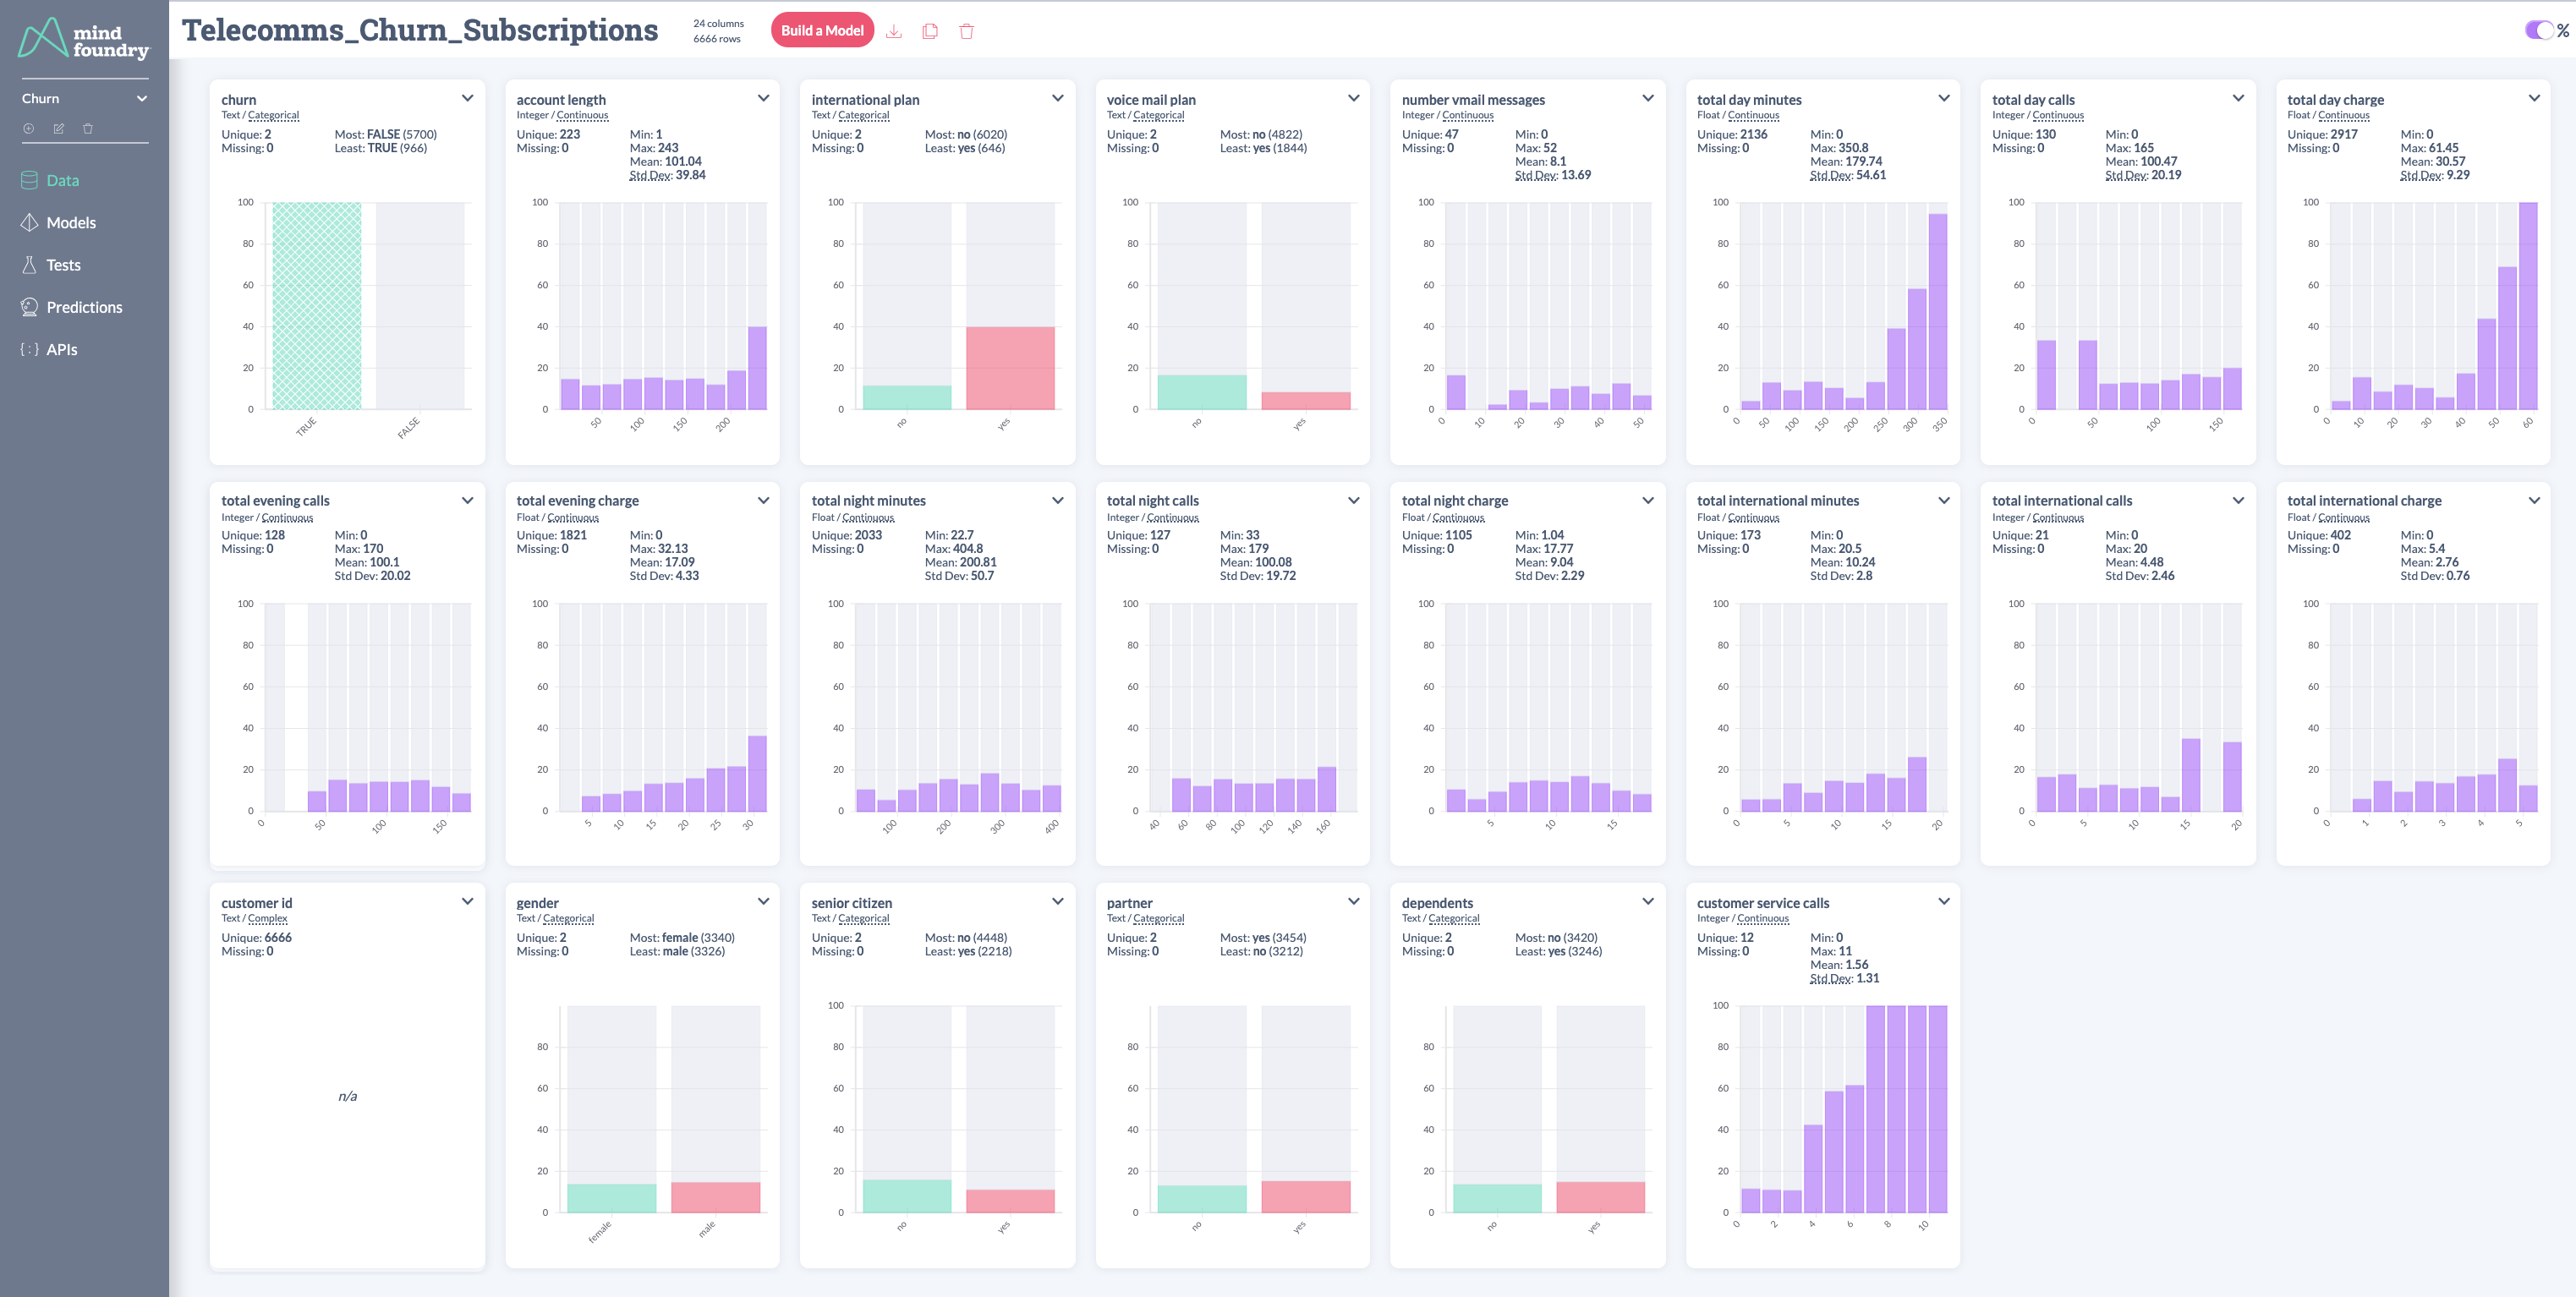 mind
foundry
Churn
Data
Models
Tests
Predictions
{:} APIs
Telecomms_Churn_Subscriptions
24 columns
6666 rows
Build a Model
%
churn
Text / Categorical
Unique: 2 Most: FALSE (5700)
Missing: 0 Least: TRUE (966)
100
80
60
40
20
0
TRUE FALSE
account length
Integer / Continuous
Unique: 223 Min: 1
Missing: 0 Max: 243
Mean: 101.04
Std Dev: 39.84
100
80
60
40
20
0
50 100 150 200
international plan
Text / Categorical
Unique: 2 Most: no (6020)
Missing: 0 Least: yes (646)
100
80
60
40
20
0
no yes
voice mail plan
Text / Categorical
Unique: 2 Most: no (4822)
Missing: 0 Least: yes (1844)
100
80
60
40
20
0
no yes
number vmail messages
Integer / Continuous
Unique: 47 Min: 0
Missing: 0 Max: 52
Mean: 8.1
Std Dev: 13.69
100
80
60
40
20
0
0 10 20 30 40 50
total day minutes
Float / Continuous
Unique: 2136 Min: 0
Missing: 0 Max: 350.8
Mean: 179.74
Std Dev: 54.61
100
80
60
40
20
0
0 50 100 150 200 250 300 350
total day calls
Integer / Continuous
Unique: 130 Min: 0
Missing: 0 Max: 165
Mean: 100.47
Std Dev: 20.19
100
80
60
40
20
0
0 50 100 150
total day charge
Float / Continuous
Unique: 2917 Min: 0
Missing: 0 Max: 61.45
Mean: 30.57
Std Dev: 9.29
100
80
60
40
20
0
0 10 20 30 40 50 60
total evening calls
Integer / Continuous
Unique: 128 Min: 0
Missing: 0 Max: 170
Mean: 100.1
Std Dev: 20.02
100
80
60
40
20
0
0 50 100 150
total evening charge
Float / Continuous
Unique: 1821 Min: 0
Missing: 0 Max: 32.13
Mean: 17.09
Std Dev: 4.33
100
80
60
40
20
0
5 10 15 20 25 30
total night minutes
Float / Continuous
Unique: 2033 Min: 22.7
Missing: 0 Max: 404.8
Mean: 200.81
Std Dev: 50.7
100
80
60
40
20
0
100 200 300 400
total night calls
Integer / Continuous
Unique: 127 Min: 33
Missing: 0 Max: 179
Mean: 100.08
Std Dev: 19.72
100
80
60
40
20
0
40 60 80 100 120 140 160
total night charge
Float / Continuous
Unique: 1105 Min: 1.04
Missing: 0 Max: 17.77
Mean: 9.04
Std Dev: 2.29
100
80
60
40
20
0
5 10 15
total international minutes
Float / Continuous
Unique: 173 Min: 0
Missing: 0 Max: 20.5
Mean: 10.24
Std Dev: 2.8
100
80
60
40
20
0
0 5 10 15 20
total international calls
Integer / Continuous
Unique: 21 Min: 0
Missing: 0 Max: 20
Mean: 4.48
Std Dev: 2.46
100
80
60
40
20
0
0 5 10 15 20
total international charge
Float / Continuous
Unique: 402 Min: 0
Missing: 0 Max: 5.4
Mean: 2.76
Std Dev: 0.76
100
80
60
40
20
0
0 1 2 3 4 5
customer id
Text / Complex
Unique: 6666
Missing: 0
n/a
gender
Text / Categorical
Unique: 2 Most: female (3340)
Missing: 0 Least: male (3326)
80
60
40
20
0
female male
senior citizen
Text / Categorical
Unique: 2 Most: no (4448)
Missing: 0 Least: yes (2218)
100
80
60
40
20
0
no yes
partner
Text / Categorical
Unique: 2 Most: yes (3454)
Missing: 0 Least: no (3212)
80
60
40
20
0
no yes
dependents
Text / Categorical
Unique: 2 Most: no (3420)
Missing: 0 Least: yes (3246)
80
60
40
20
0
no yes
customer service calls
Integer / Continuous
Unique: 12 Min: 0
Missing: 0 Max: 11
Mean: 1.56
Std Dev: 1.31
100
80
60
40
20
0
0 2 4 6 8 10